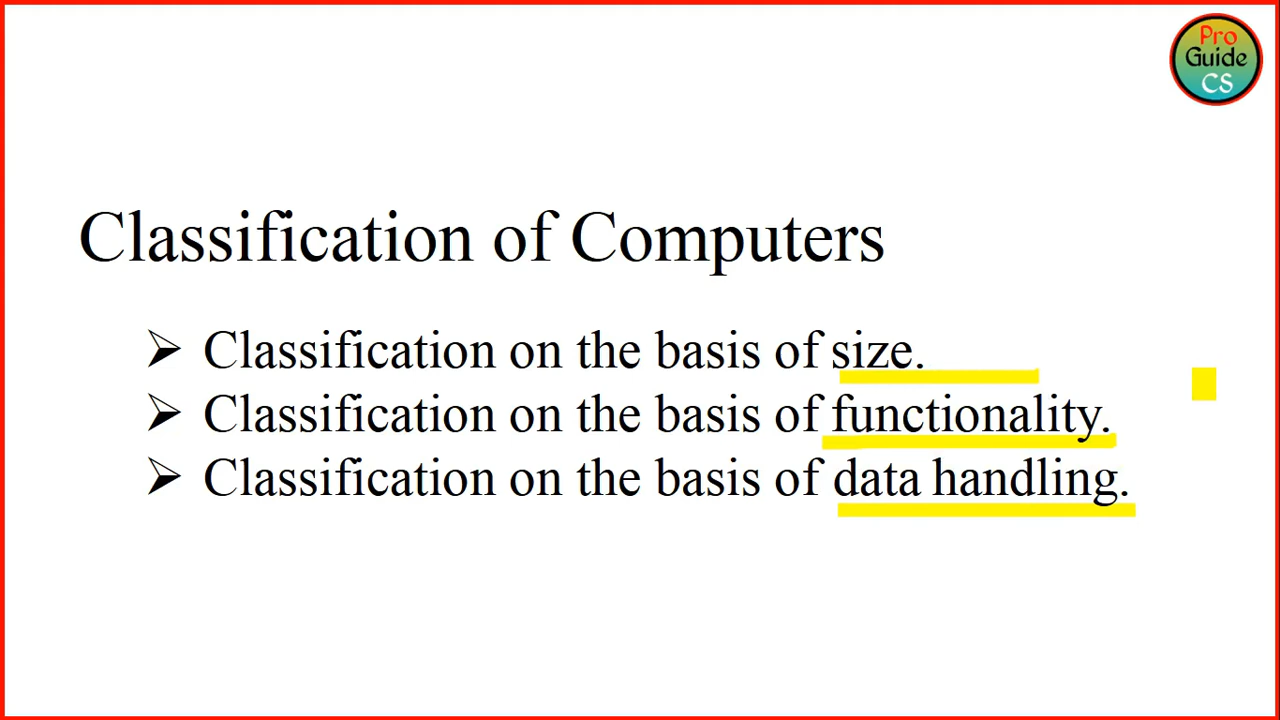 Pro
Guide
CS
Classification of Computers
➢ Classification on the basis of size.
➢ Classification on the basis of functionality.
➢ Classification on the basis of data handling.